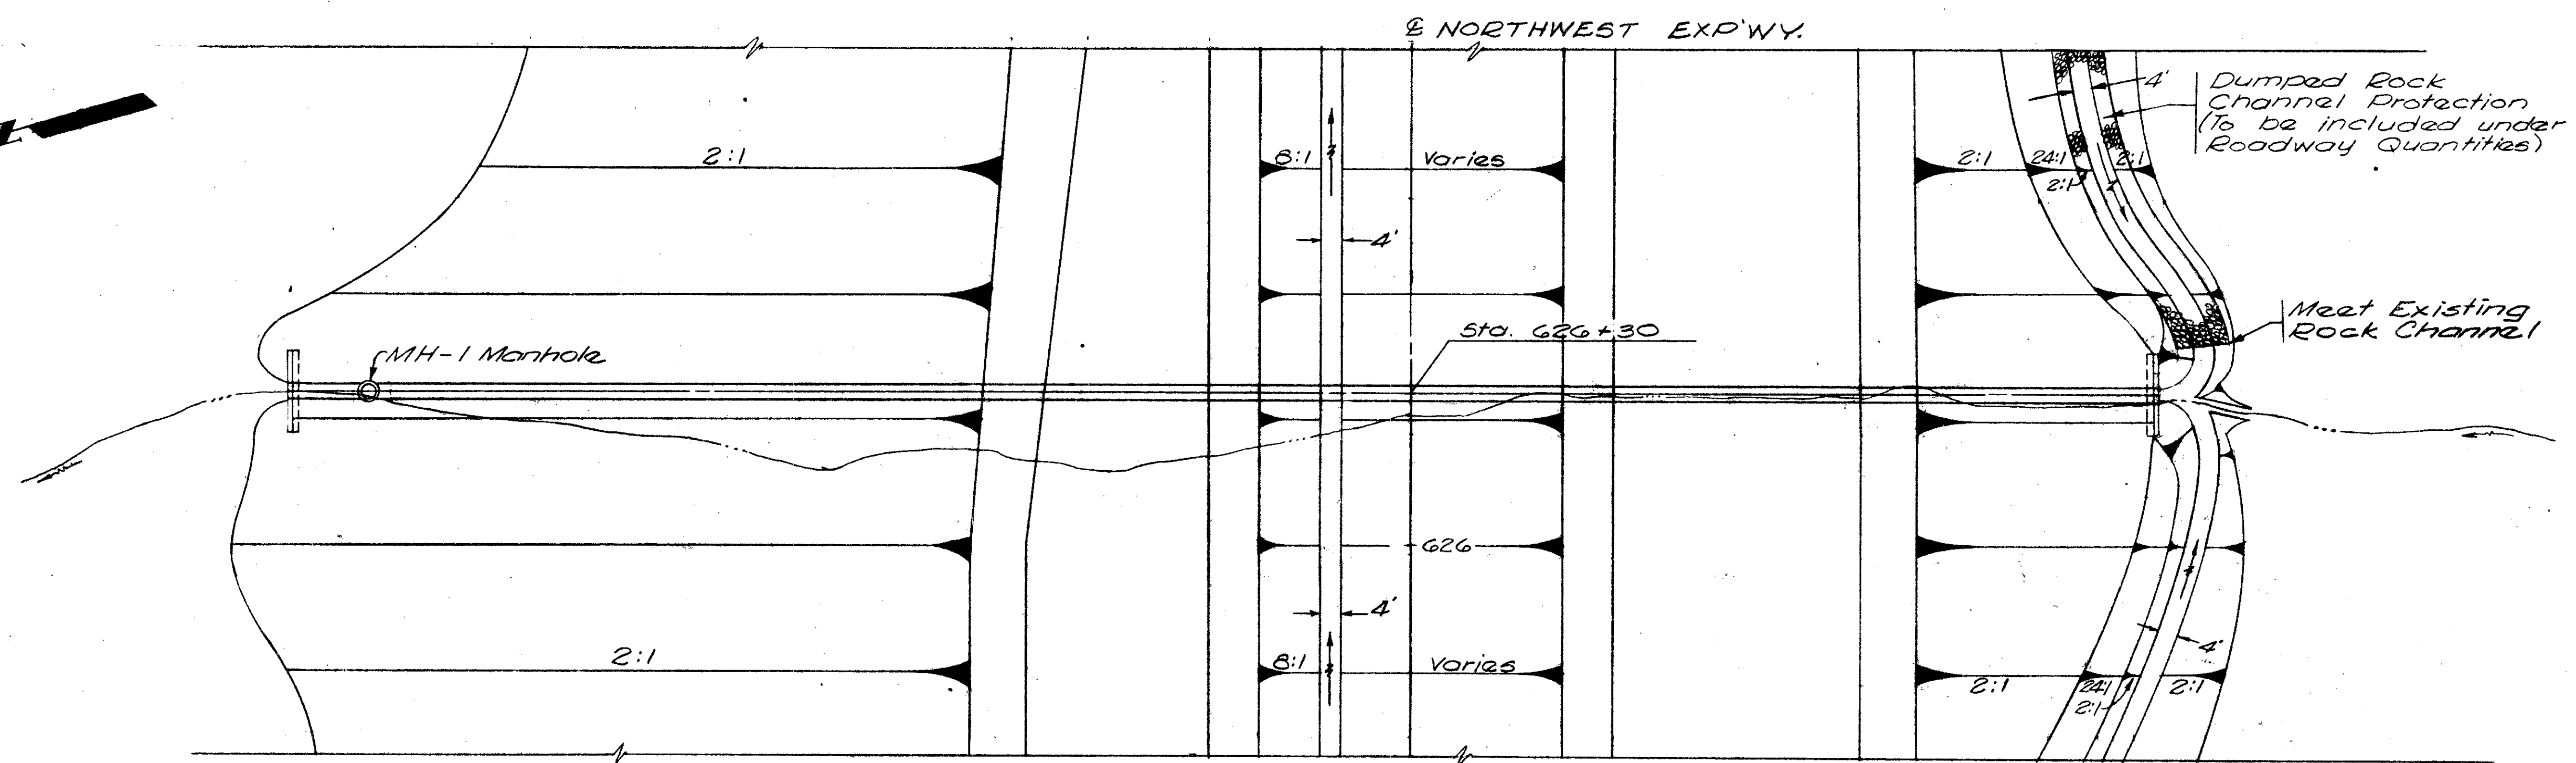 ℄ NORTHWEST EXP'WY.
4'
Dumped Rock
Channel Protection
(To be included under
Roadway Quantities)
2:1
8:1
Varies
2:1
24:1
2:1
2:1
4'
Meet Existing
Rock Channel
Sta. 626+30
MH-1 Manhole
626
4'
4'
2:1
8:1
Varies
2:1
24:1
2:1
2:1